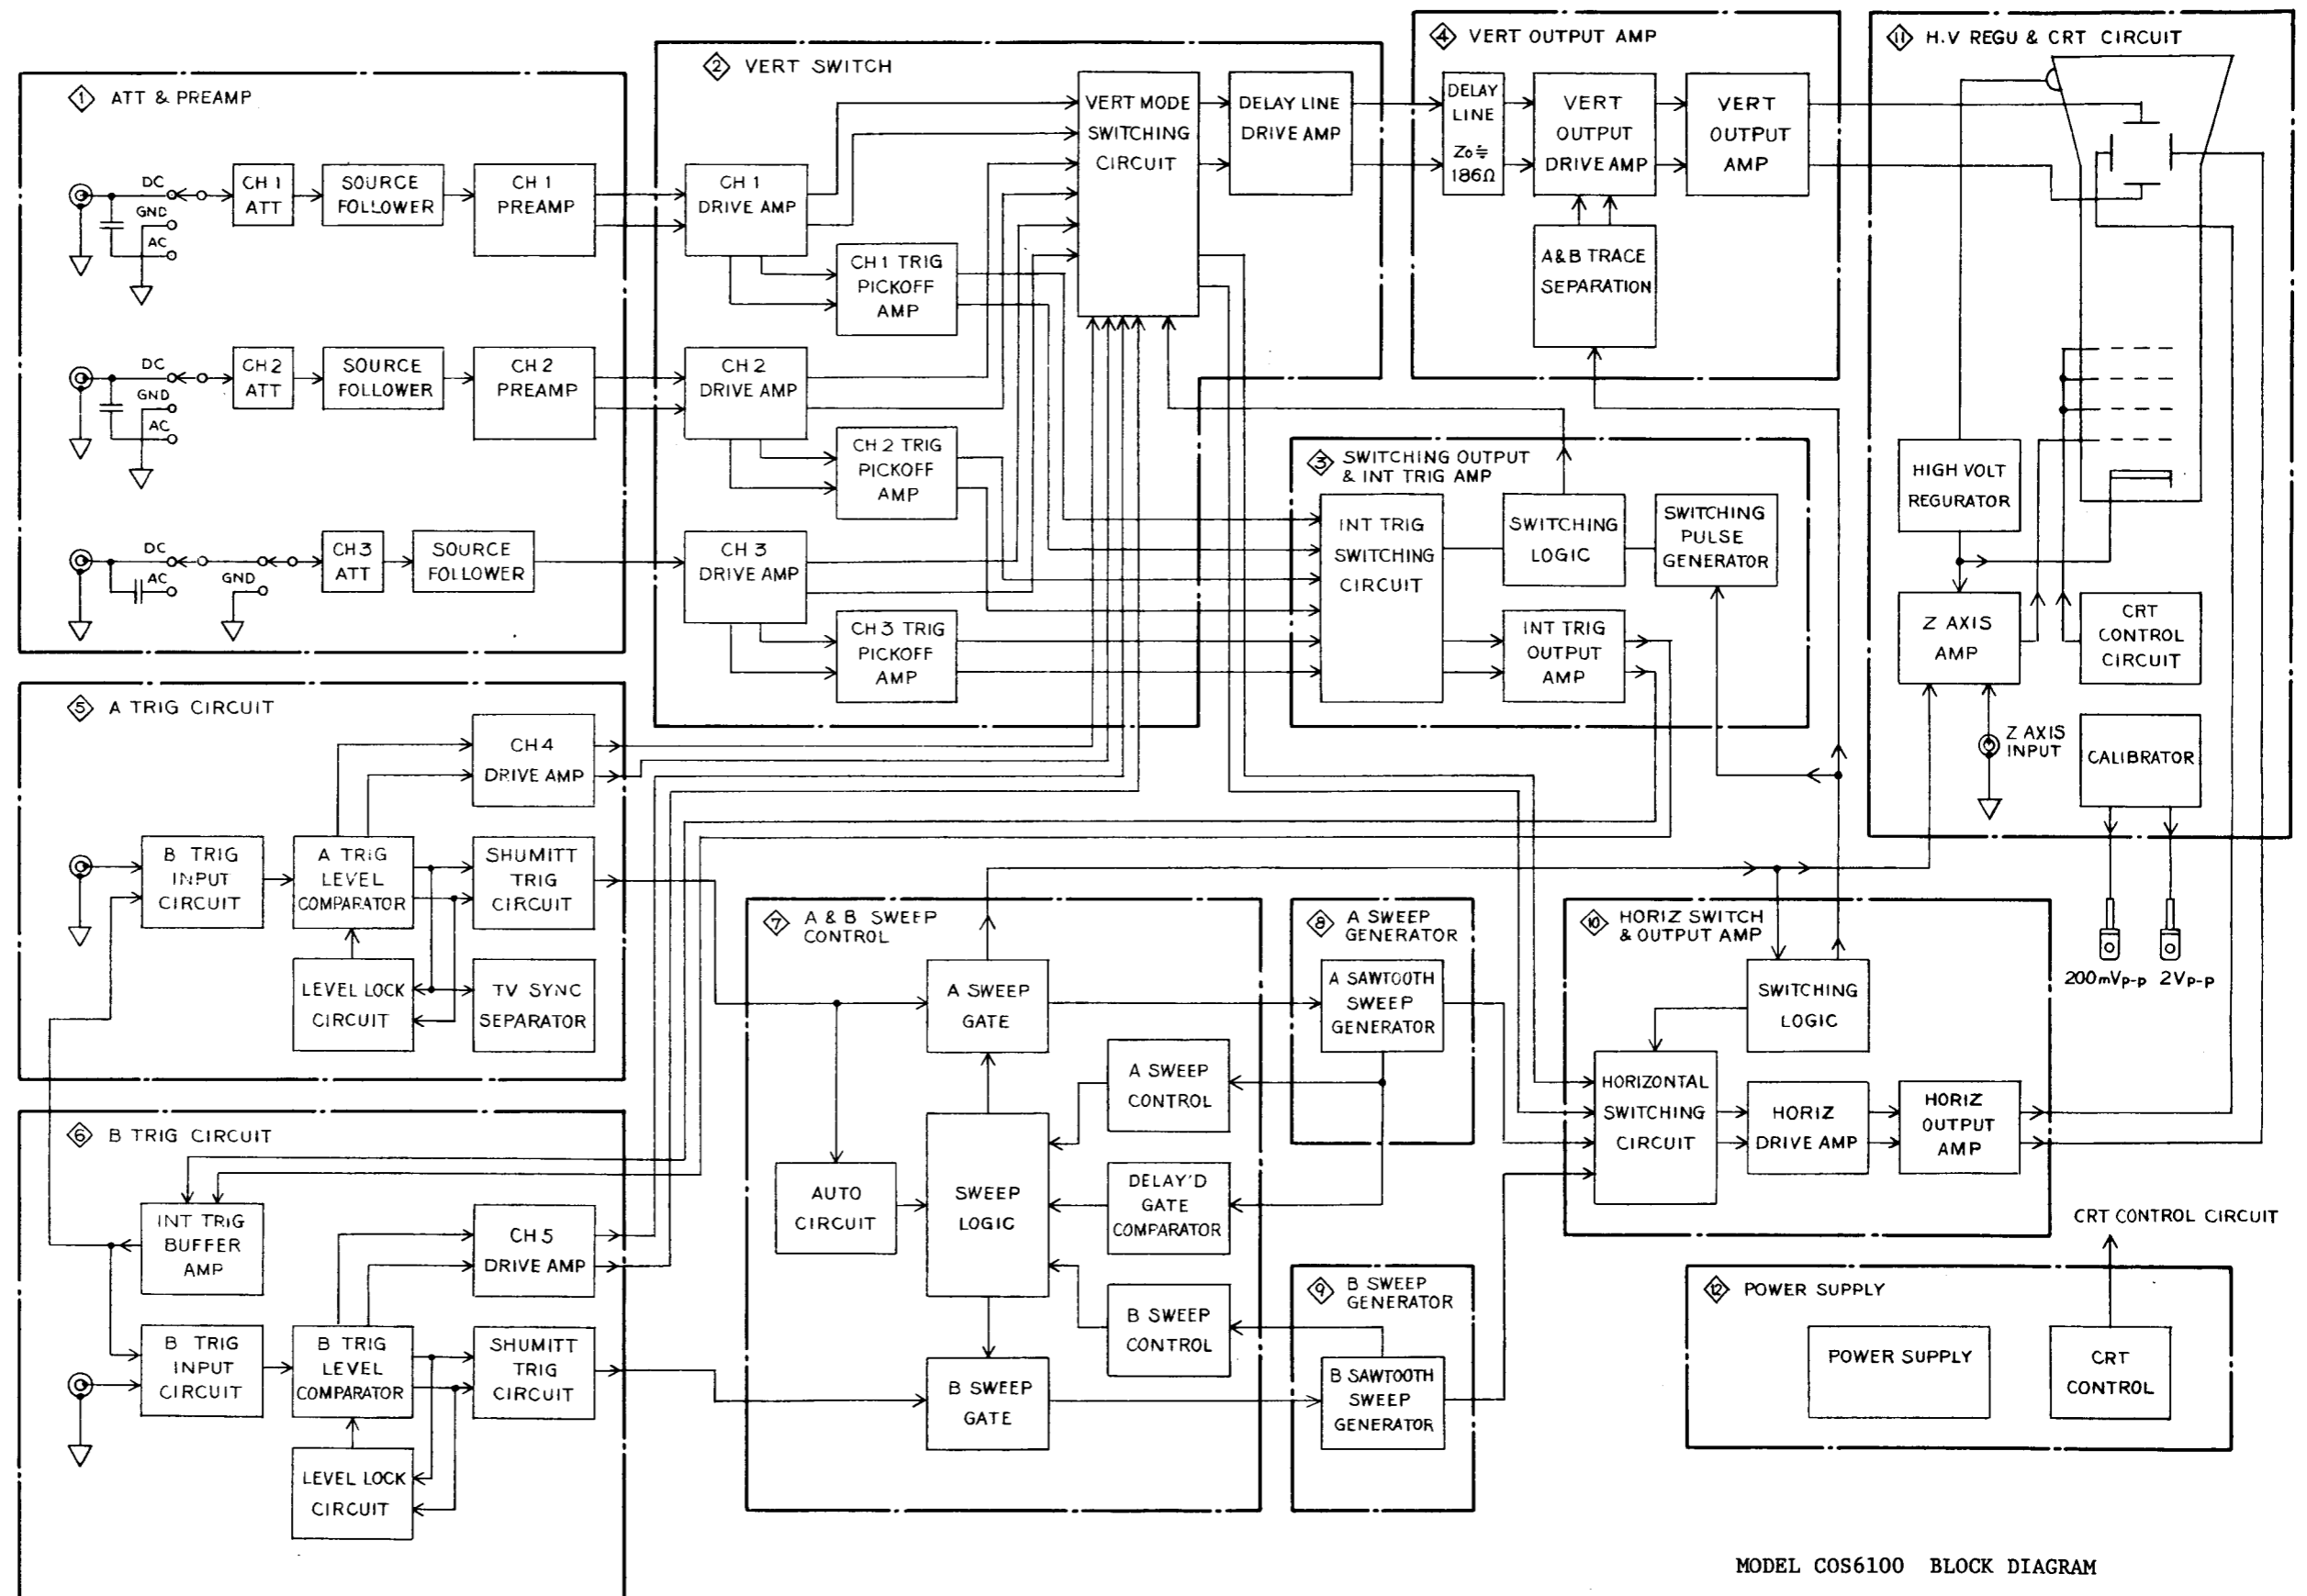 1 ATT & PREAMP
DC
GND
AC
CH 1
ATT
SOURCE
FOLLOWER
CH 1
PREAMP
DC
GND
AC
CH2
ATT
SOURCE
FOLLOWER
CH 2
PREAMP
DC
AC
GND
CH3
ATT
SOURCE
FOLLOWER
2 VERT SWITCH
CH 1
DRIVE AMP
CH 1 TRIG
PICKOFF
AMP
CH 2
DRIVE AMP
CH 2 TRIG
PICKOFF
AMP
CH 3
DRIVE AMP
CH 3 TRIG
PICKOFF
AMP
VERT MODE
SWITCHING
CIRCUIT
DELAY LINE
DRIVE AMP
4 VERT OUTPUT AMP
DELAY
LINE
Zo≒
186Ω
VERT
OUTPUT
DRIVE AMP
VERT
OUTPUT
AMP
A&B TRACE
SEPARATION
3 SWITCHING OUTPUT
& INT TRIG AMP
INT TRIG
SWITCHING
CIRCUIT
SWITCHING
LOGIC
SWITCHING
PULSE
GENERATOR
INT TRIG
OUTPUT
AMP
11 H.V REGU & CRT CIRCUIT
HIGH VOLT
REGURATOR
Z AXIS
AMP
CRT
CONTROL
CIRCUIT
Z AXIS
INPUT
CALIBRATOR
200mVp-p 2Vp-p
5 A TRIG CIRCUIT
CH 4
DRIVE AMP
B TRIG
INPUT
CIRCUIT
A TRIG
LEVEL
COMPARATOR
SHUMITT
TRIG
CIRCUIT
LEVEL LOCK
CIRCUIT
TV SYNC
SEPARATOR
6 B TRIG CIRCUIT
INT TRIG
BUFFER
AMP
CH 5
DRIVE AMP
B TRIG
INPUT
CIRCUIT
B TRIG
LEVEL
COMPARATOR
SHUMITT
TRIG
CIRCUIT
LEVEL LOCK
CIRCUIT
7 A & B SWEEP
CONTROL
A SWEEP
GATE
A SWEEP
CONTROL
AUTO
CIRCUIT
SWEEP
LOGIC
DELAY'D
GATE
COMPARATOR
B SWEEP
CONTROL
B SWEEP
GATE
8 A SWEEP
GENERATOR
A SAWTOOTH
SWEEP
GENERATOR
9 B SWEEP
GENERATOR
B SAWTOOTH
SWEEP
GENERATOR
10 HORIZ SWITCH
& OUTPUT AMP
SWITCHING
LOGIC
HORIZONTAL
SWITCHING
CIRCUIT
HORIZ
DRIVE AMP
HORIZ
OUTPUT
AMP
CRT CONTROL CIRCUIT
12 POWER SUPPLY
POWER SUPPLY
CRT
CONTROL
MODEL COS6100 BLOCK DIAGRAM